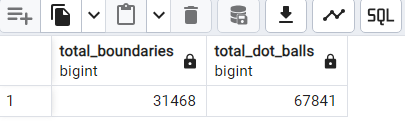 SQL
total_boundaries total_dot_balls
bigint bigint
1 31468 67841